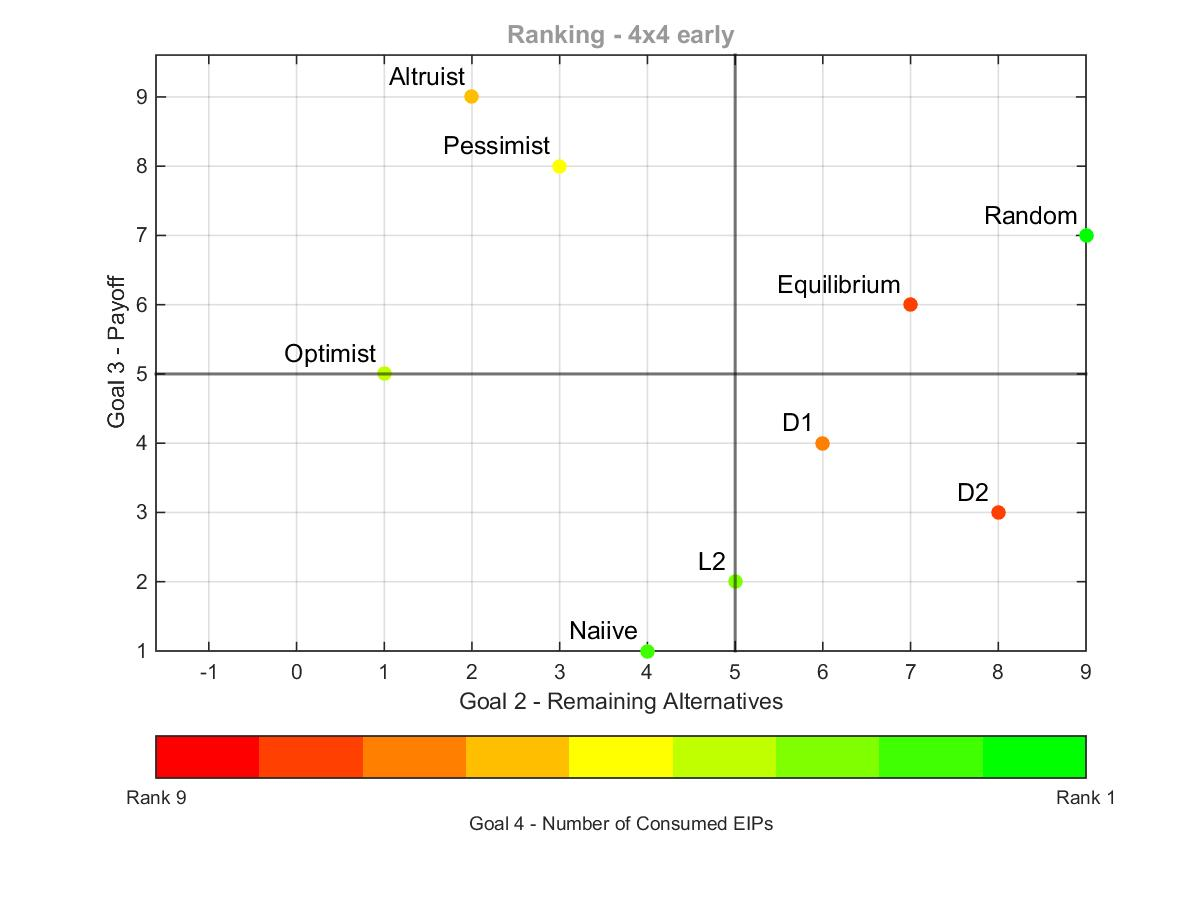 Ranking - 4x4 early
Altruist
Pessimist
Random
Equilibrium
Optimist
D1
D2
L2
Naiive
9
8
7
6
5
4
3
2
1
Goal 3 - Payoff
-1 0 1 2 3 4 5 6 7 8 9
Goal 2 - Remaining Alternatives
Rank 9 Rank 1
Goal 4 - Number of Consumed EIPs